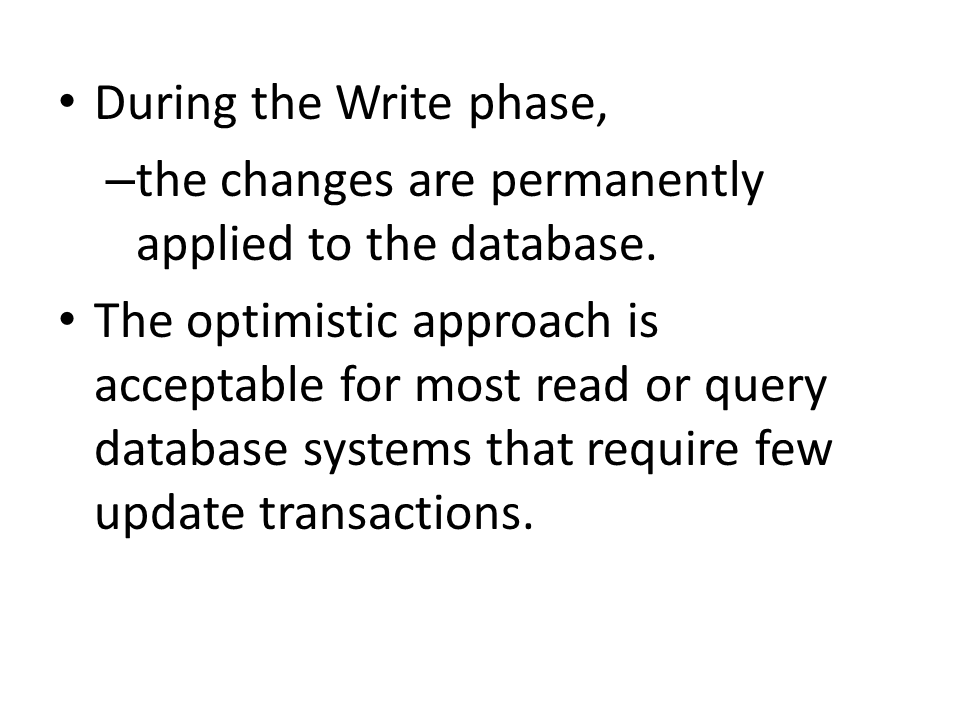 • During the Write phase,
–the changes are permanently
applied to the database.
• The optimistic approach is
acceptable for most read or query
database systems that require few
update transactions.